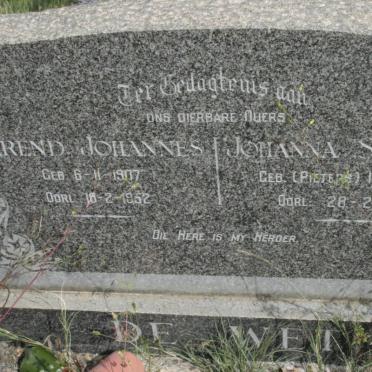 Ter Gedagtenis aan
ONS DIERBARE OUERS
REND JOHANNES
GEB. 6-11-1907
OORL. 16-2-1952
JOHANNA S
GEB. (PIETERS)
OORL. 28-2
DIE HERE IS MY HERDER
DE WET